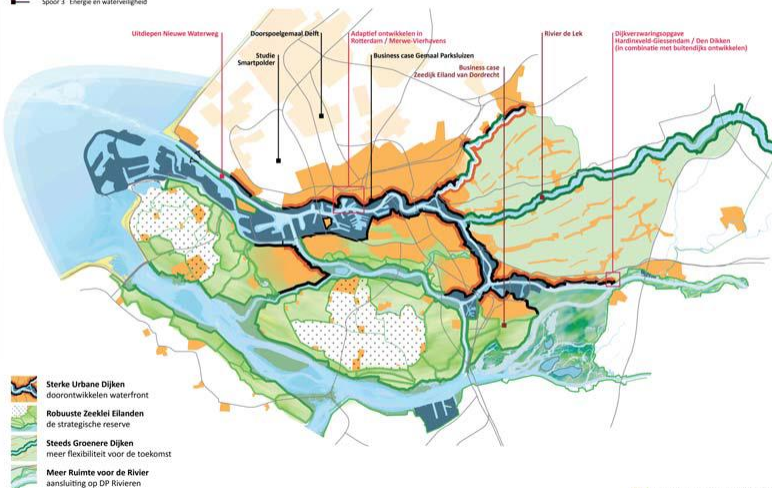 Spoor 3 - Energie en waterveiligheid
Uitdiepen Nieuwe Waterweg
Doorspoelgemaal Delft
Adaptief ontwikkelen in
Rotterdam / Merwe-Vierhavens
Rivier de Lek
Dijkverzwaringsopgave
Hardinxveld-Giessendam / Den Dikken
(in combinatie met buitendijks ontwikkelen)
Studie
Smartpolder
Business case Gemaal Parksluizen
Business case
Zeedijk Eiland van Dordrecht
Sterke Urbane Dijken
doorontwikkelen waterfront
Robuuste Zeeklei Eilanden
de strategische reserve
Steeds Groenere Dijken
meer flexibiliteit voor de toekomst
Meer Ruimte voor de Rivier
aansluiting op DP Rivieren